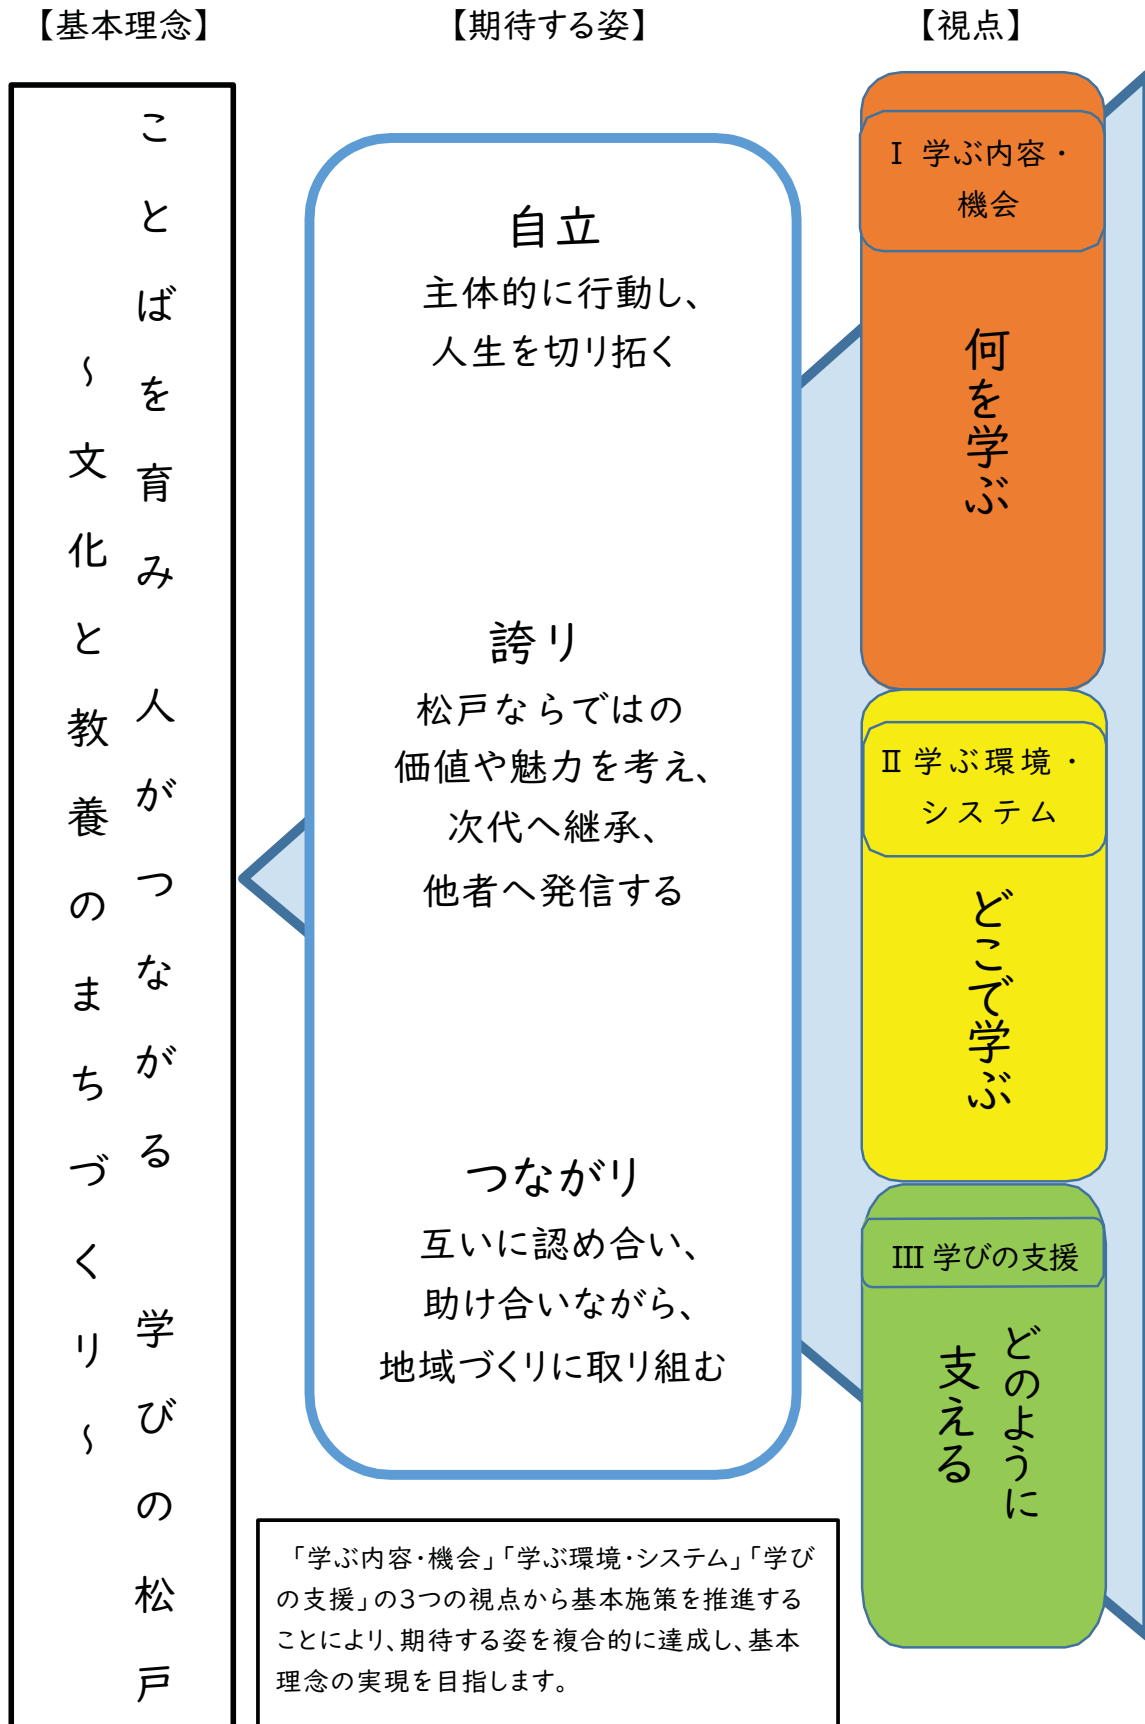 【基本理念】
【期待する姿】
【視点】
ことばを育み 人がつながる 学びの松戸
～文化と教養のまちづくり～
自立
主体的に行動し、
人生を切り拓く
誇り
松戸ならではの
価値や魅力を考え、
次代へ継承、
他者へ発信する
つながり
互いに認め合い、
助け合いながら、
地域づくりに取り組む
Ⅰ 学ぶ内容・
機会
何を学ぶ
Ⅱ 学ぶ環境・
システム
どこで学ぶ
Ⅲ 学びの支援
どのように
支える
「学ぶ内容・機会」「学ぶ環境・システム」「学び
の支援」の3つの視点から基本施策を推進する
ことにより、期待する姿を複合的に達成し、基本
理念の実現を目指します。